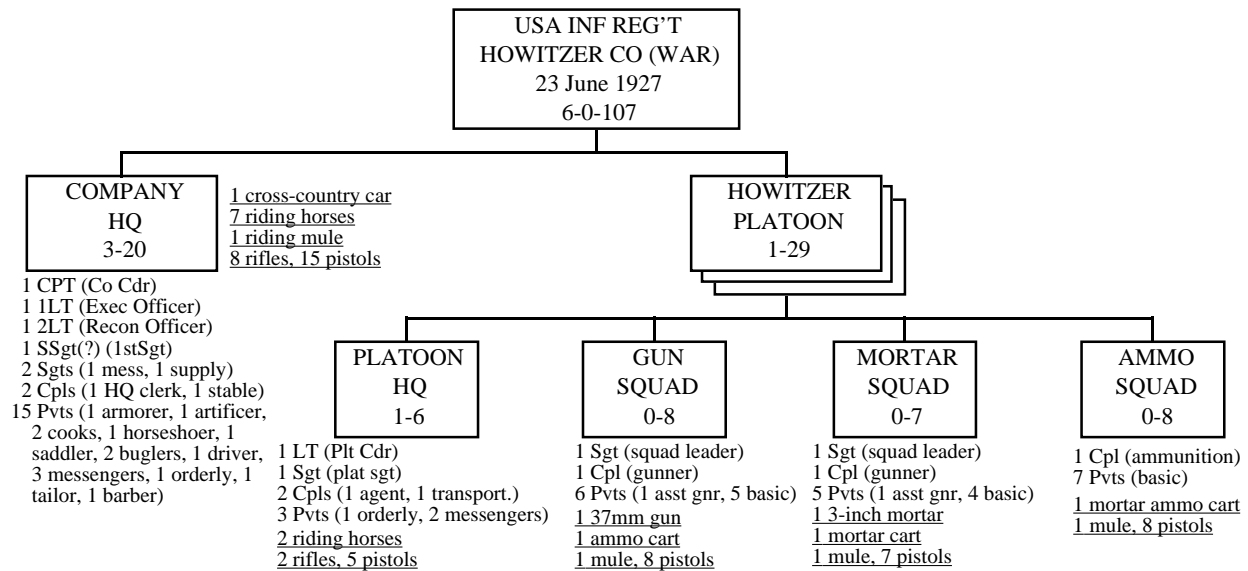 USA INF REG'T
HOWITZER CO (WAR)
23 June 1927
6-0-107
COMPANY
HQ
3-20
1 cross-country car
7 riding horses
1 riding mule
8 rifles, 15 pistols
1 CPT (Co Cdr)
1 1LT (Exec Officer)
1 2LT (Recon Officer)
1 SSgt(?) (1stSgt)
2 Sgts (1 mess, 1 supply)
2 Cpls (1 HQ clerk, 1 stable)
15 Pvts (1 armorer, 1 artificer,
2 cooks, 1 horseshoer, 1
saddler, 2 buglers, 1 driver,
3 messengers, 1 orderly, 1
tailor, 1 barber)
HOWITZER
PLATOON
1-29
PLATOON
HQ
1-6
1 LT (Plt Cdr)
1 Sgt (plat sgt)
2 Cpls (1 agent, 1 transport.)
3 Pvts (1 orderly, 2 messengers)
2 riding horses
2 rifles, 5 pistols
GUN
SQUAD
0-8
1 Sgt (squad leader)
1 Cpl (gunner)
6 Pvts (1 asst gnr, 5 basic)
1 37mm gun
1 ammo cart
1 mule, 8 pistols
MORTAR
SQUAD
0-7
1 Sgt (squad leader)
1 Cpl (gunner)
5 Pvts (1 asst gnr, 4 basic)
1 3-inch mortar
1 mortar cart
1 mule, 7 pistols
AMMO
SQUAD
0-8
1 Cpl (ammunition)
7 Pvts (basic)
1 mortar ammo cart
1 mule, 8 pistols